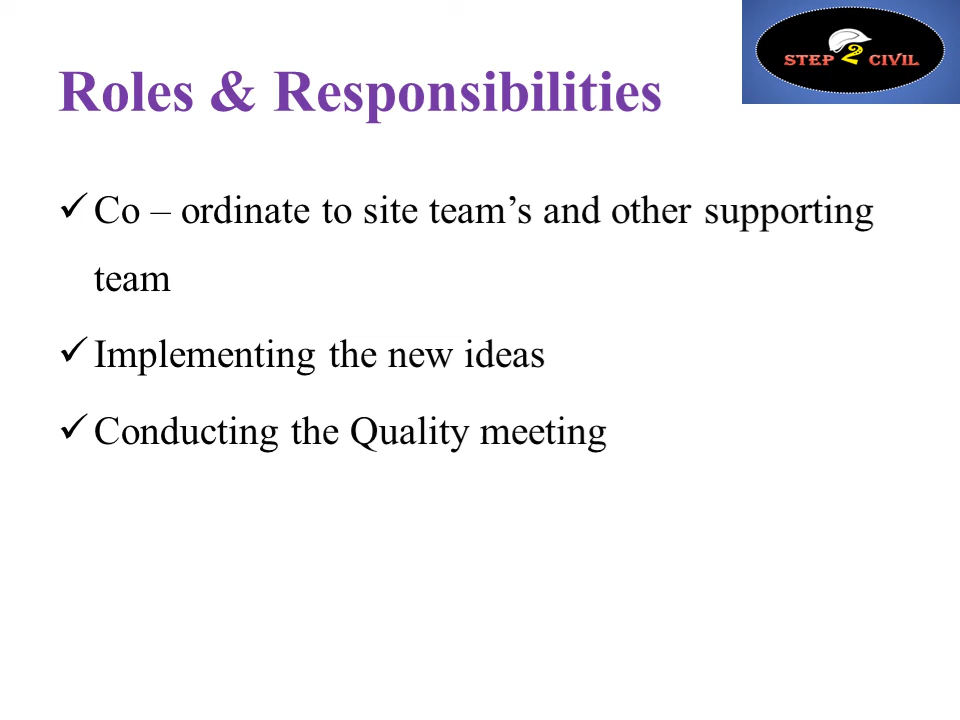 STEP 2 CIVIL
Roles & Responsibilities
✓ Co – ordinate to site team’s and other supporting
team
✓ Implementing the new ideas
✓ Conducting the Quality meeting